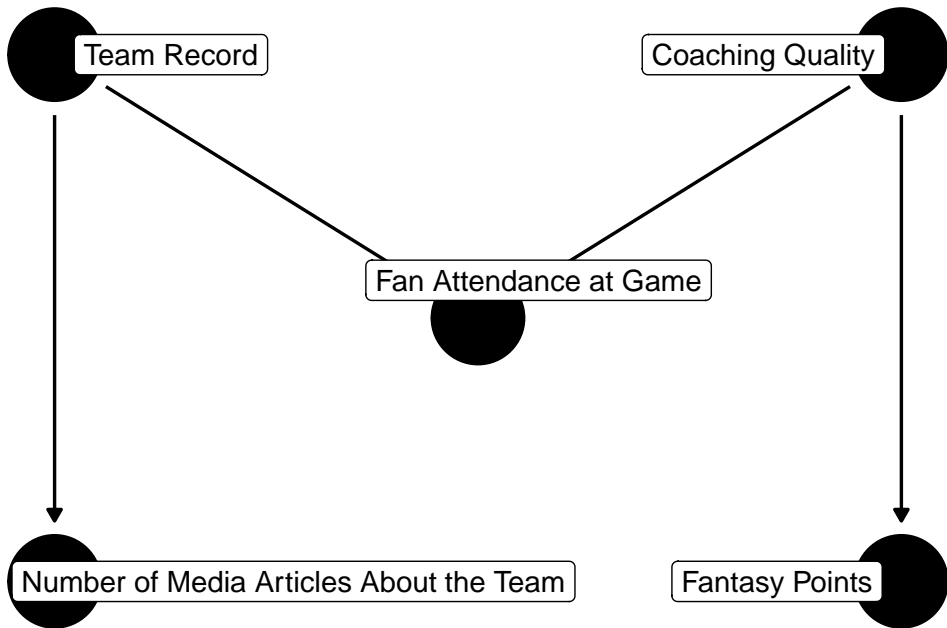 Team Record
Coaching Quality
Fan Attendance at Game
Number of Media Articles About the Team
Fantasy Points